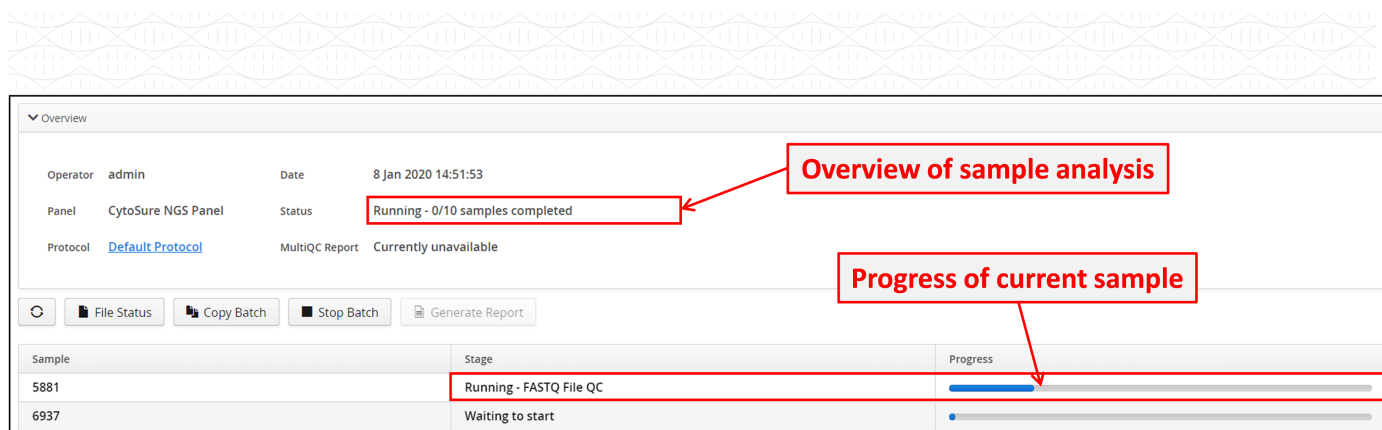 Overview
Operator admin Date 8 Jan 2020 14:51:53
Overview of sample analysis
Panel CytoSure NGS Panel Status Running - 0/10 samples completed
Protocol Default Protocol MultiQC Report Currently unavailable
Progress of current sample
File Status Copy Batch Stop Batch Generate Report
Sample Stage Progress
5881 Running - FASTQ File QC
6937 Waiting to start